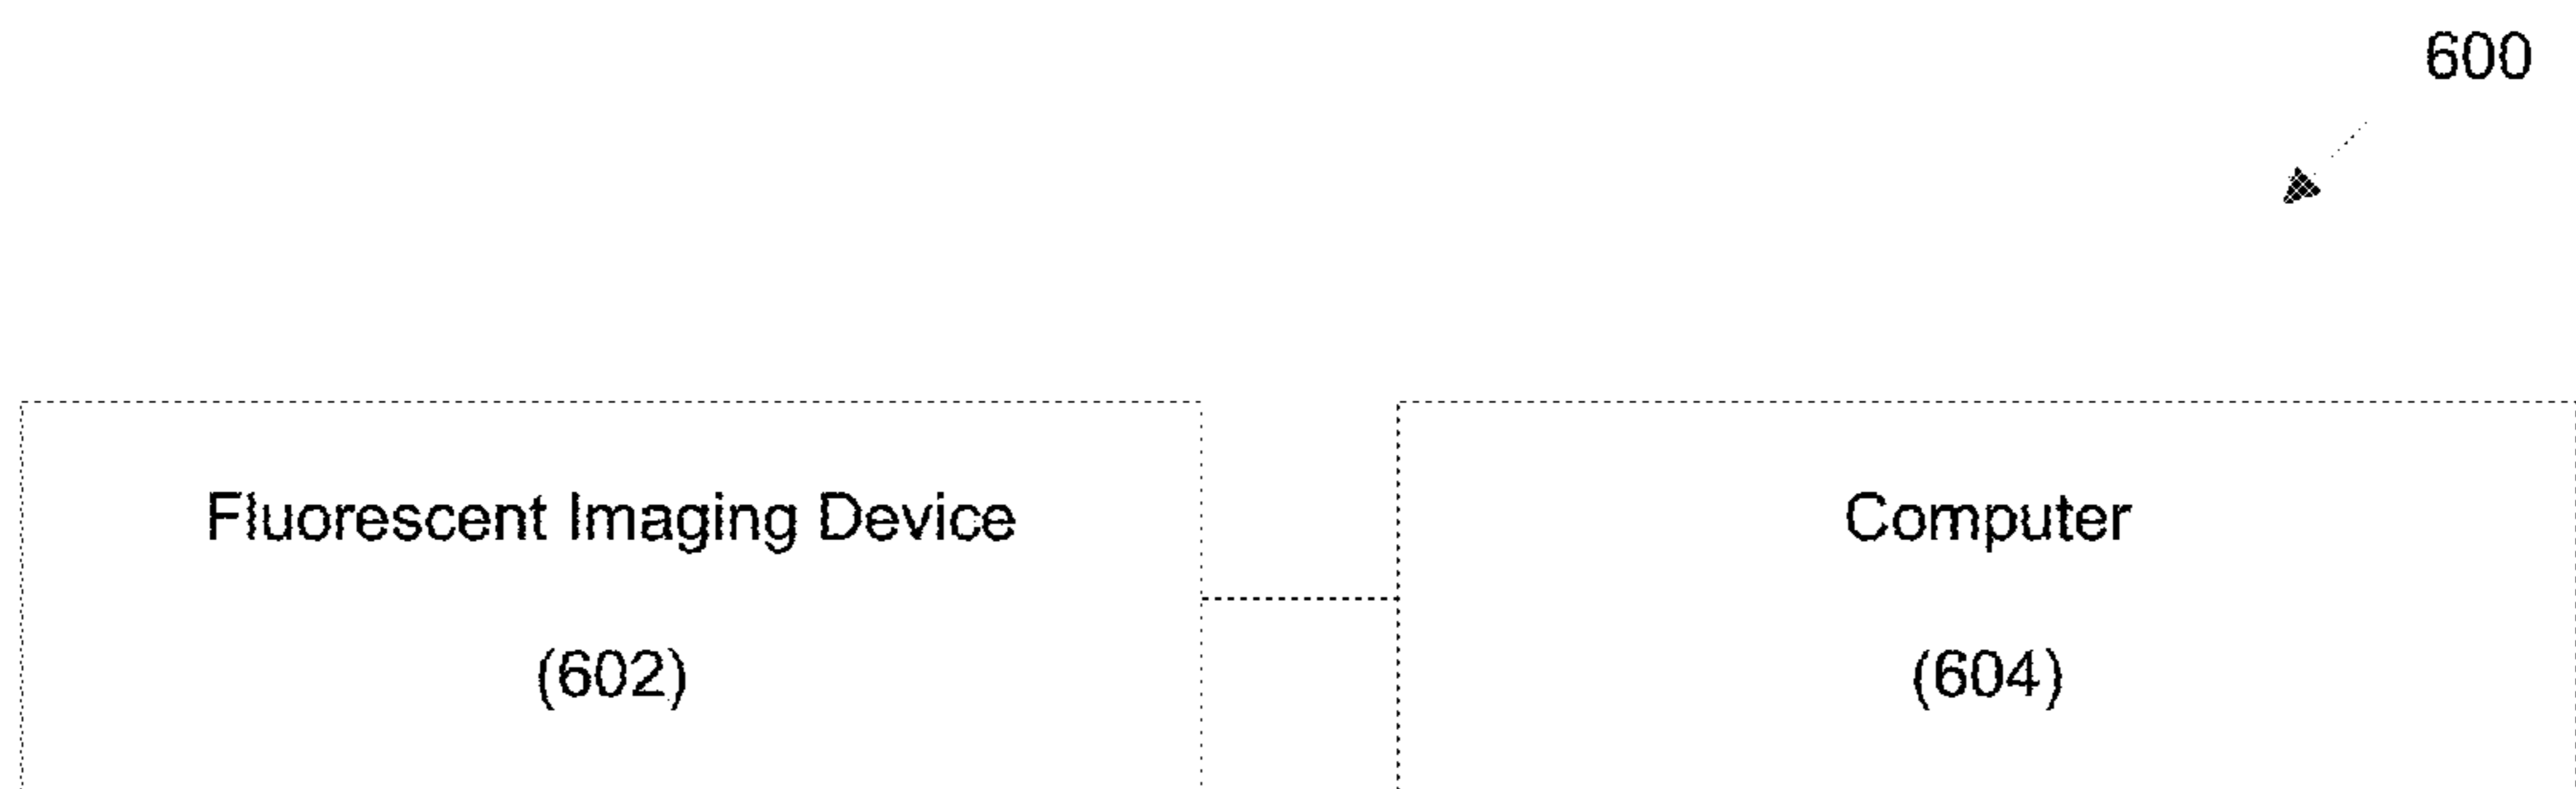 600
Fluorescent Imaging Device
(602)
Computer
(604)